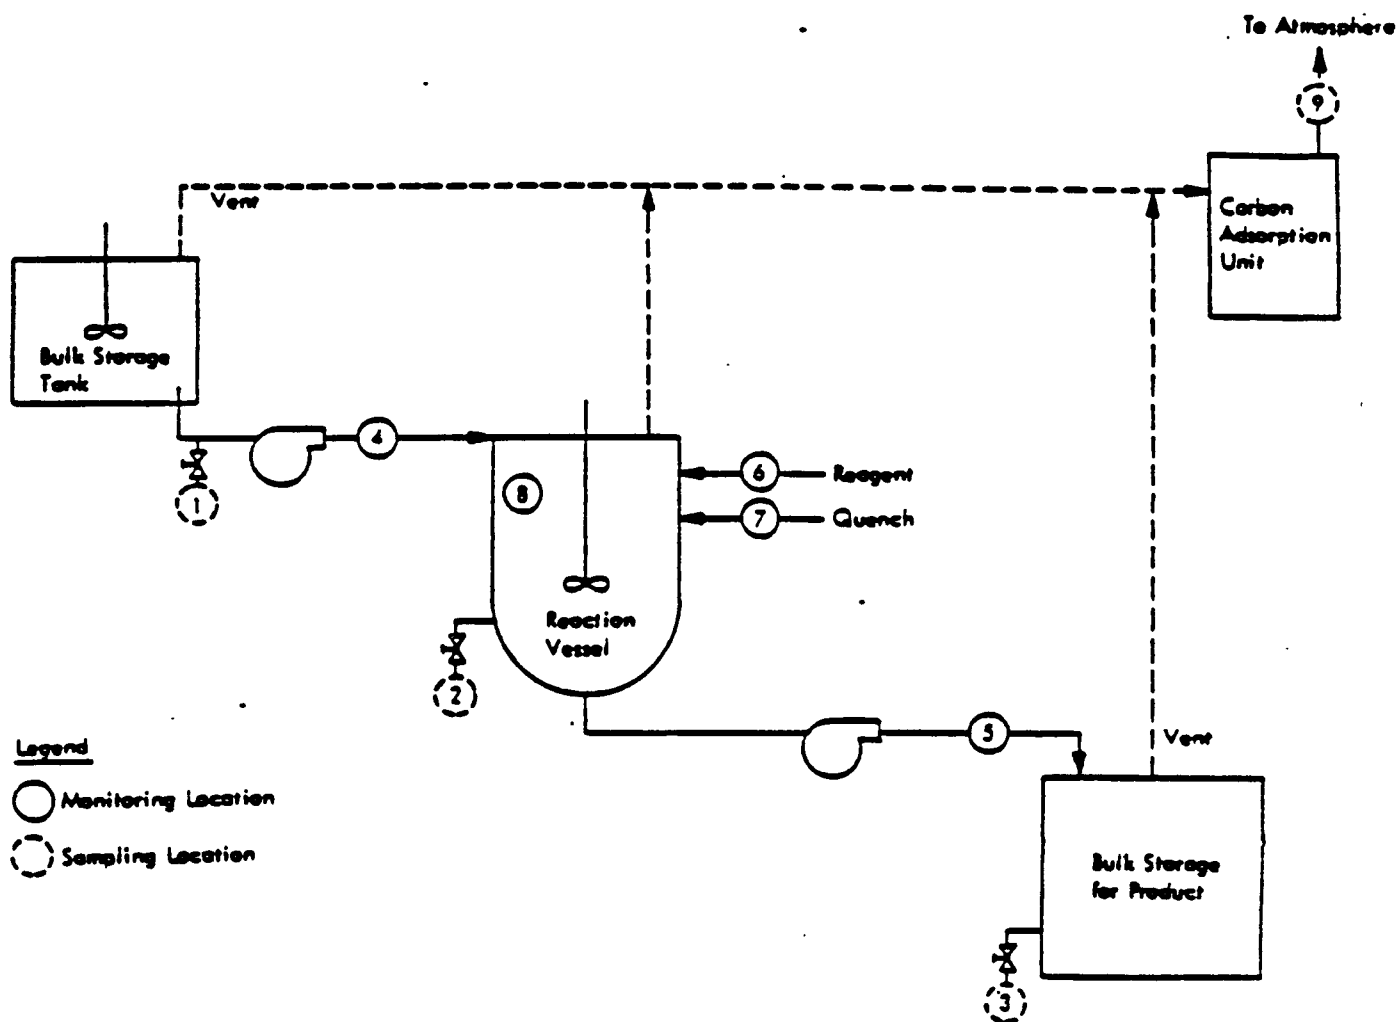 To Atmosphere
9
Vent
Carbon
Adsorption
Unit
Bulk Storage
Tank
4
1
8
6
Reagent
7
Quench
Reaction
Vessel
2
5
Vent
Legend
Monitoring Location
Sampling Location
Bulk Storage
for Product
3